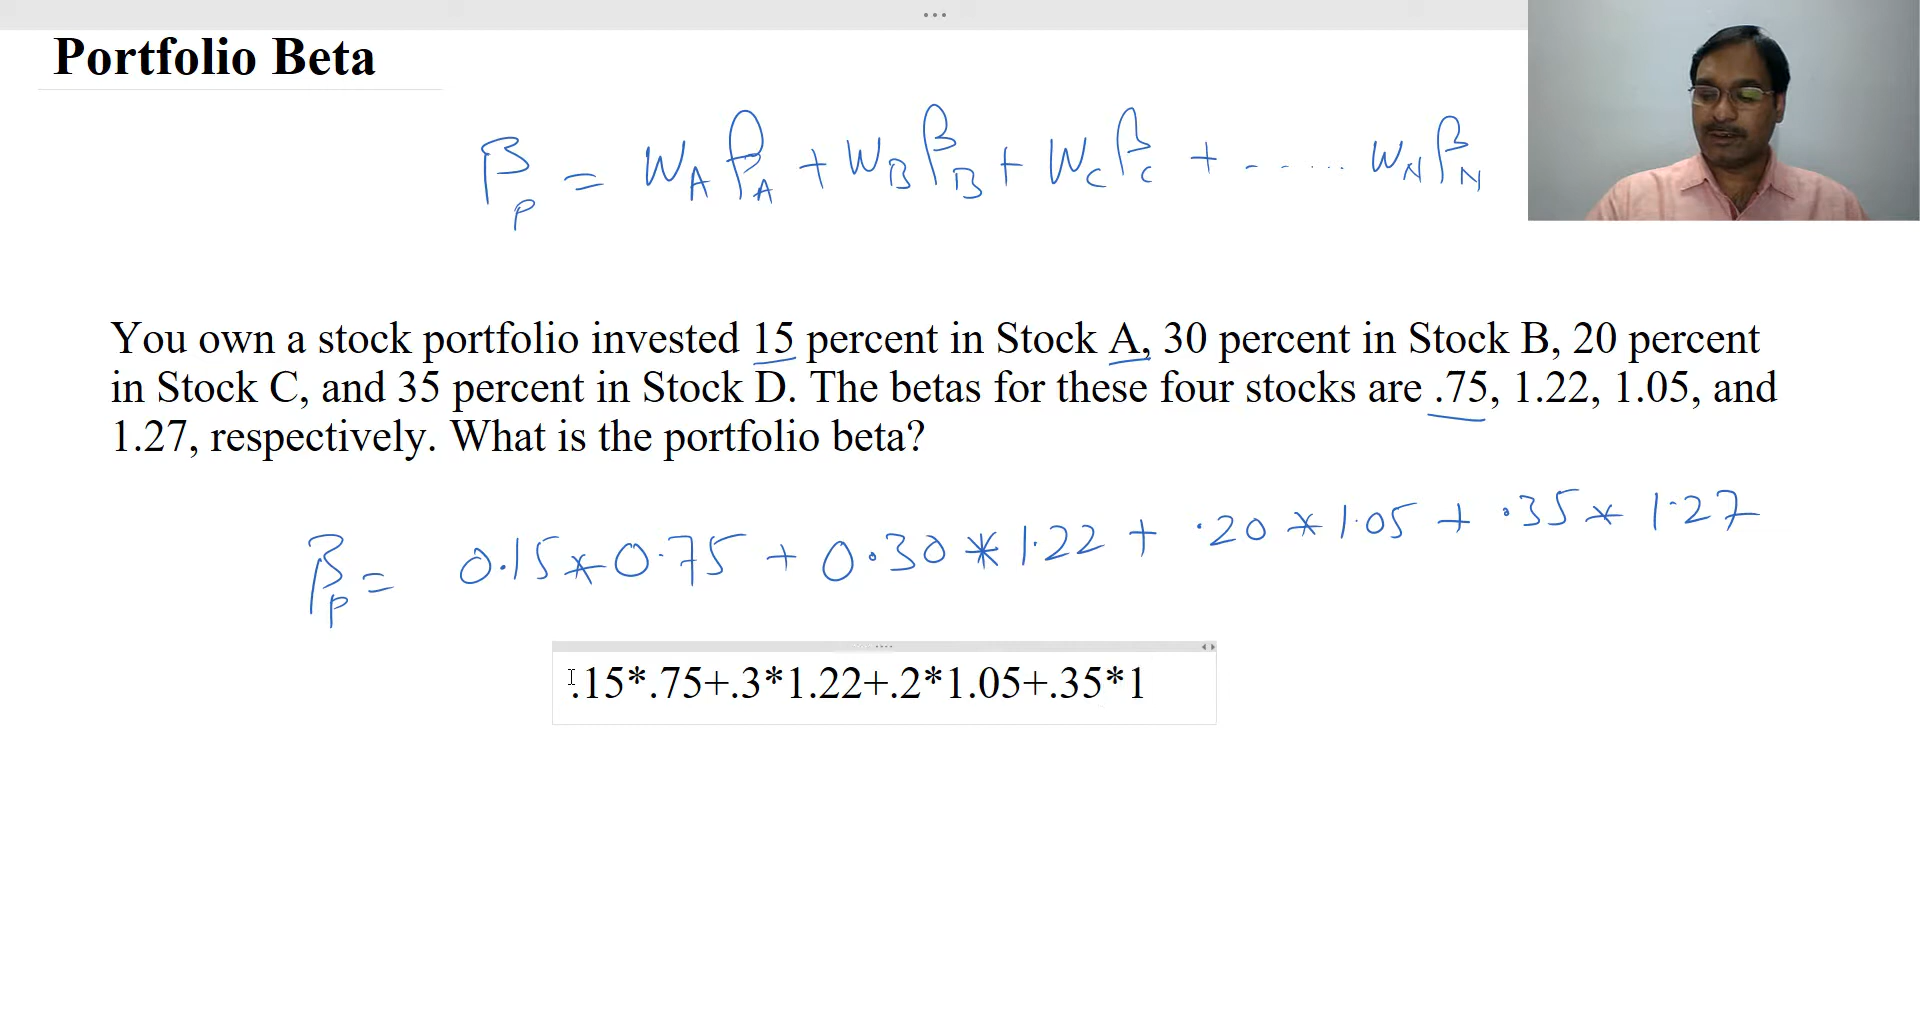 Portfolio Beta
βp = WAβA + WBβB + WCβC + ..... WNβN
You own a stock portfolio invested 15 percent in Stock A, 30 percent in Stock B, 20 percent
in Stock C, and 35 percent in Stock D. The betas for these four stocks are .75, 1.22, 1.05, and
1.27, respectively. What is the portfolio beta?
βp = 0.15*0.75 + 0.30*1.22 + .20*1.05 + .35*1.27
.15*.75+.3*1.22+.2*1.05+.35*1